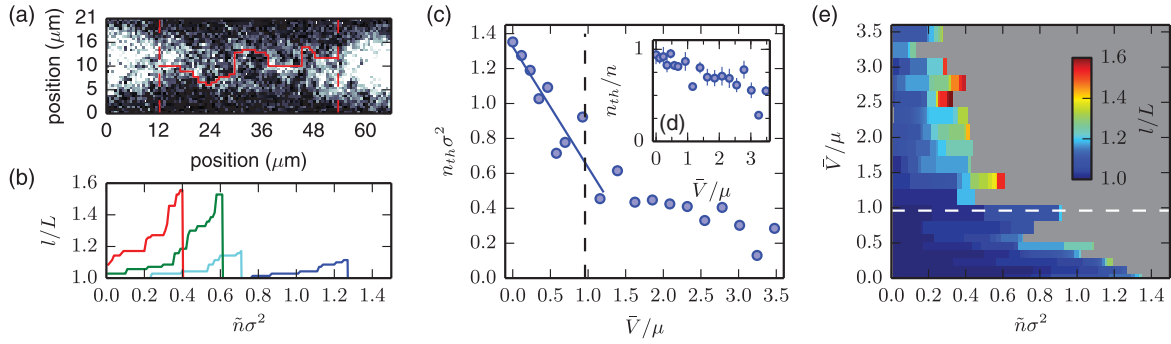 (a)
position (μm)
21
16
10
5
0
0 12 24 36 48 60
position (μm)
(b)
l/L
1.6
1.4
1.2
1.0
0.0 0.2 0.4 0.6 0.8 1.0 1.2 1.4
ñσ²
(c)
n_th σ²
1.4
1.2
1.0
0.8
0.6
0.4
0.2
0.0
0.0 0.5 1.0 1.5 2.0 2.5 3.0 3.5
V̄/μ
n_th/n
1
0
(d)
0 1 2 3
V̄/μ
(e)
V̄/μ
3.5
3.0
2.5
2.0
1.5
1.0
0.5
0.0
0.0 0.2 0.4 0.6 0.8 1.0 1.2 1.4
ñσ²
1.6
1.4
1.2
1.0
l/L